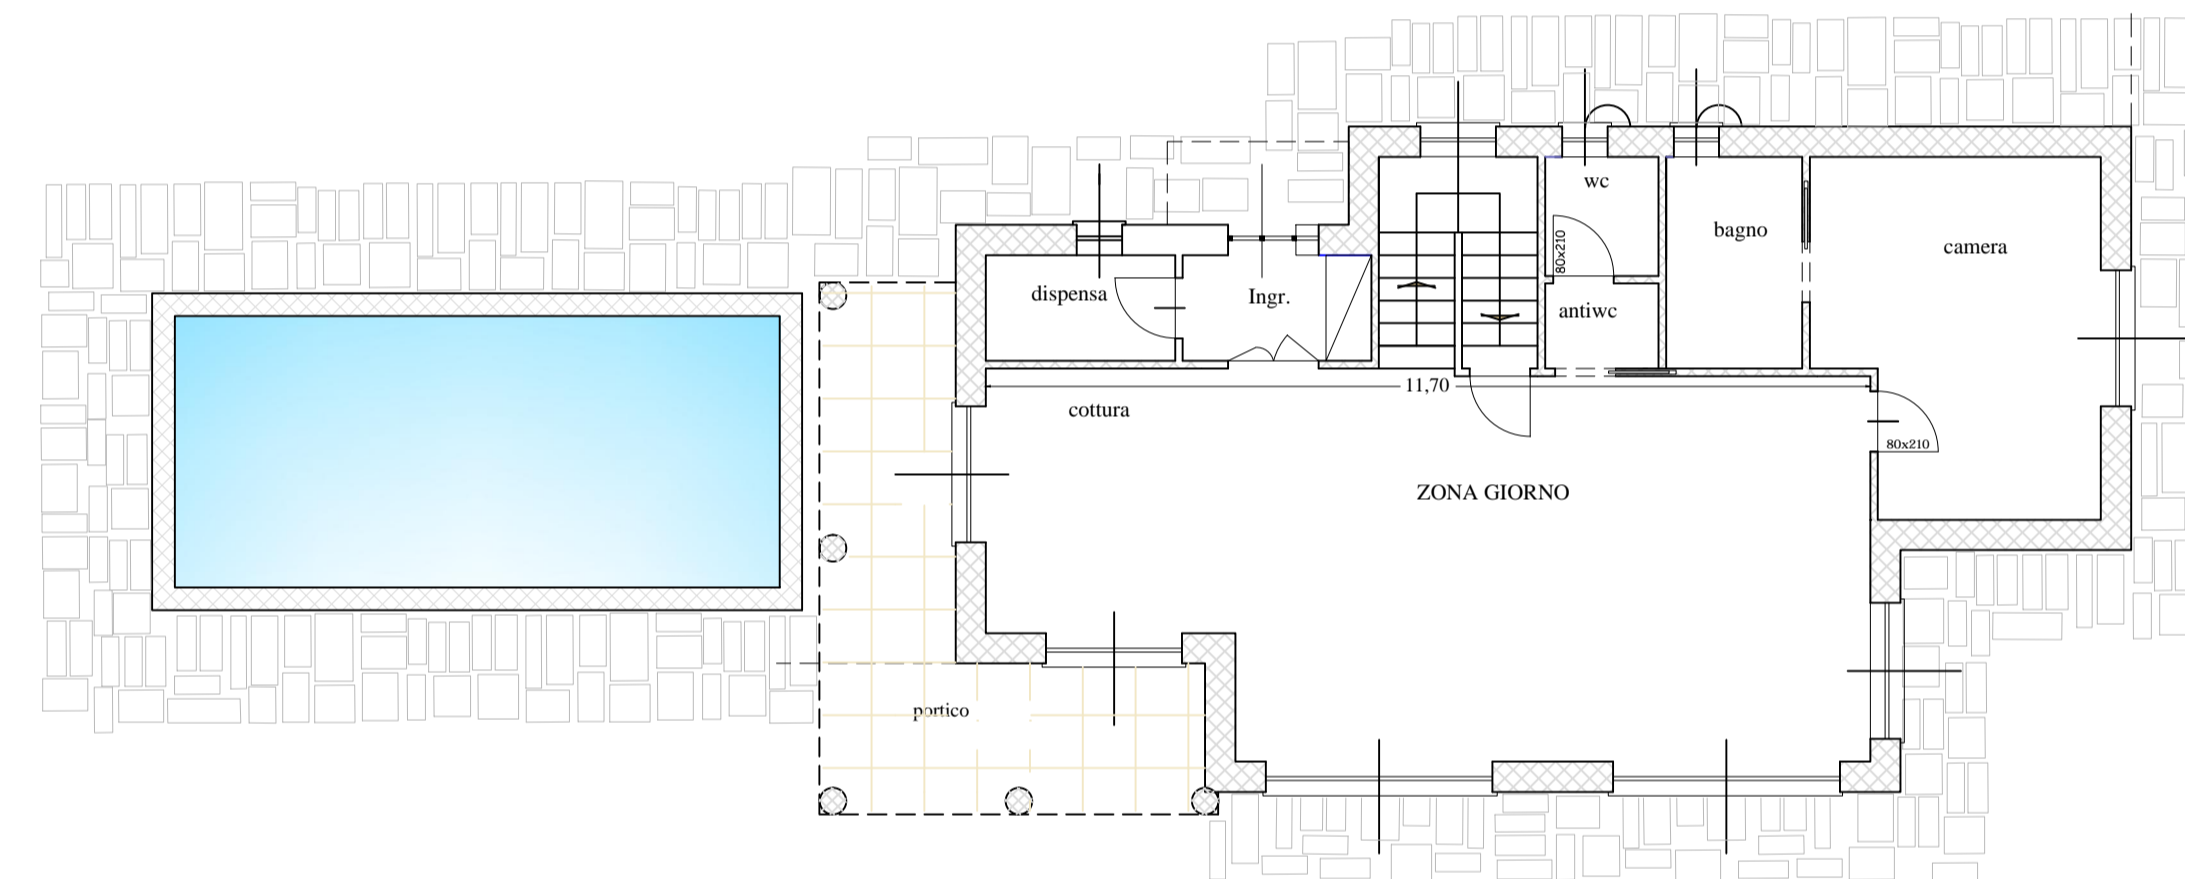 wc
bagno
camera
80x210
dispensa
Ingr.
antiwc
11,70
cottura
80x210
ZONA GIORNO
portico